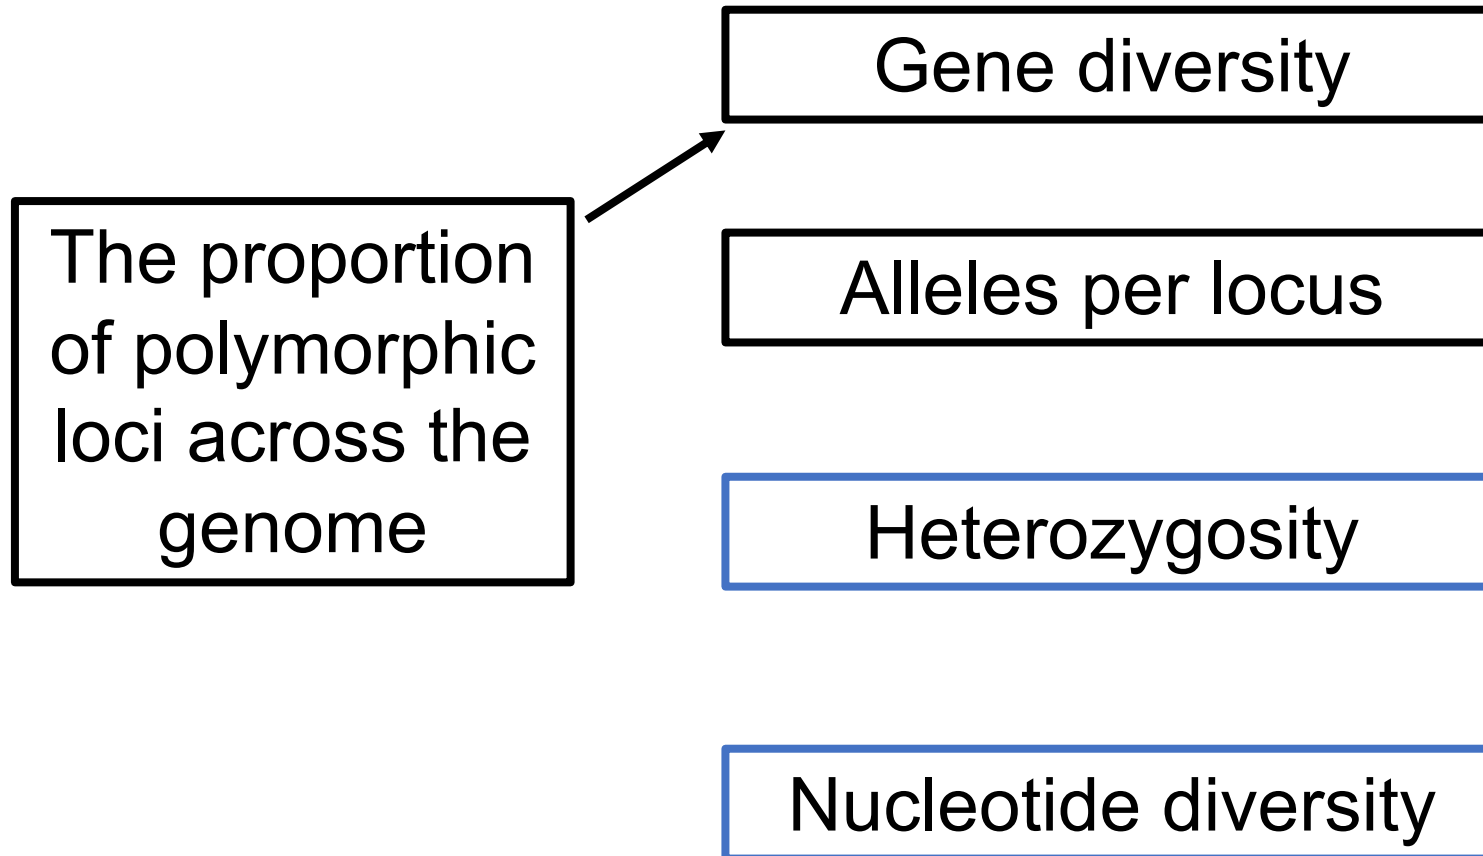 Gene diversity
The proportion
of polymorphic
loci across the
genome
Alleles per locus
Heterozygosity
Nucleotide diversity